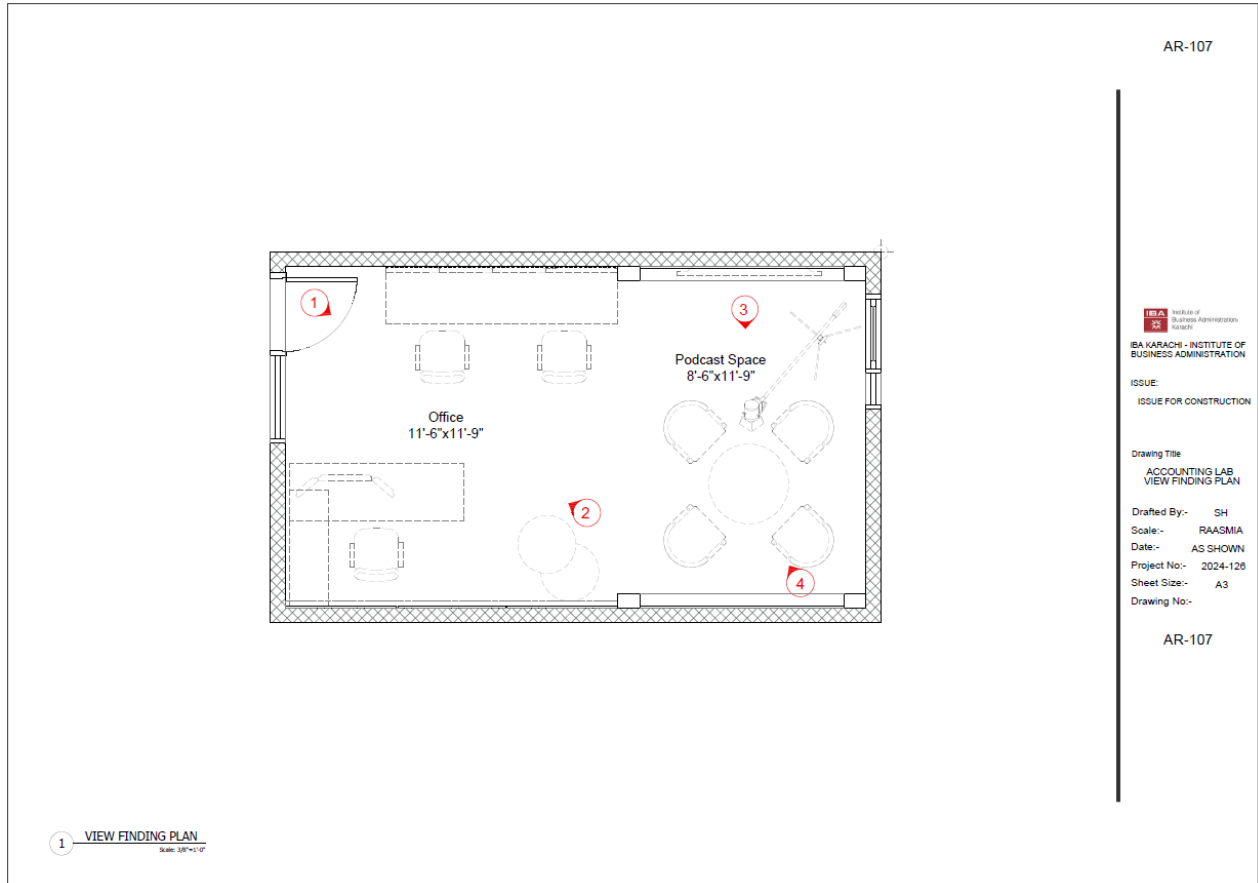 AR-107
1
3
Podcast Space
8'-6"x11'-9"
Office
11'-6"x11'-9"
2
4
IBA
Institute of
Business Administration
Karachi
IBA KARACHI - INSTITUTE OF
BUSINESS ADMINISTRATION
ISSUE:
ISSUE FOR CONSTRUCTION
Drawing Title
ACCOUNTING LAB
VIEW FINDING PLAN
Drafted By:- SH
Scale:- RAASMIA
Date:- AS SHOWN
Project No:- 2024-126
Sheet Size:- A3
Drawing No:-
AR-107
1 VIEW FINDING PLAN
Scale: 3/8"=1'-0"